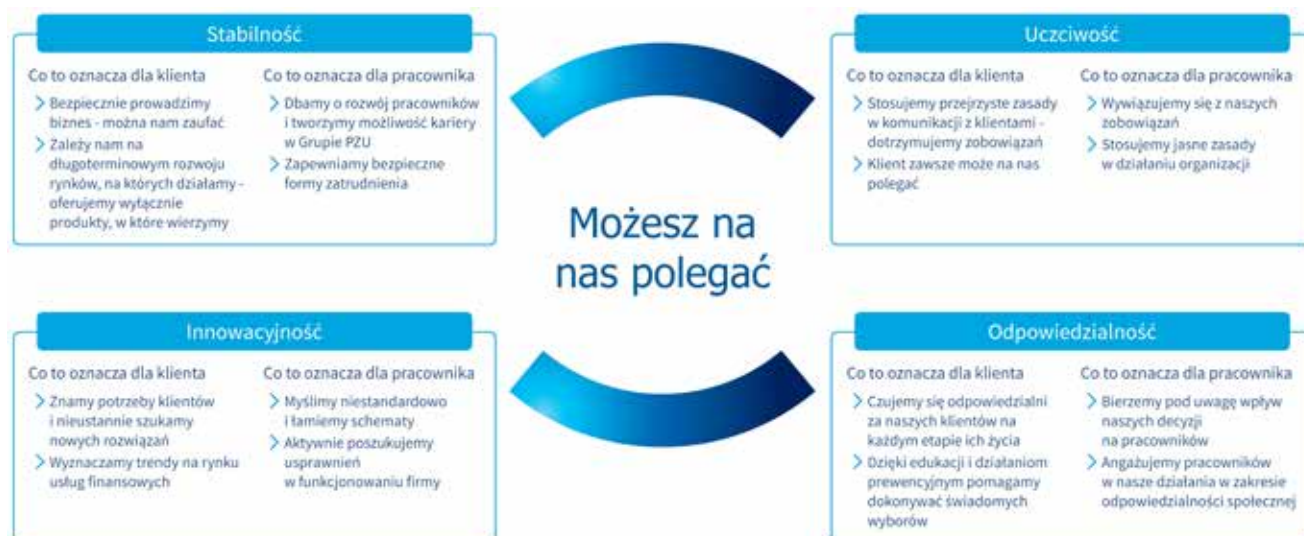 Stabilność
Co to oznacza dla klienta
Bezpiecznie prowadzimy
biznes - można nam zaufać
Zależy nam na
długoterminowym rozwoju
rynków, na których działamy -
oferujemy wyłącznie
produkty, w które wierzymy
Co to oznacza dla pracownika
Dbamy o rozwój pracowników
i tworzymy możliwość kariery
w Grupie PZU
Zapewniamy bezpieczne
formy zatrudnienia
Uczciwość
Co to oznacza dla klienta
Stosujemy przejrzyste zasady
w komunikacji z klientami -
dotrzymujemy zobowiązań
Klient zawsze może na nas
polegać
Co to oznacza dla pracownika
Wywiązujemy się z naszych
zobowiązań
Stosujemy jasne zasady
w działaniu organizacji
Możesz na
nas polegać
Innowacyjność
Co to oznacza dla klienta
Znamy potrzeby klientów
i nieustannie szukamy
nowych rozwiązań
Wyznaczamy trendy na rynku
usług finansowych
Co to oznacza dla pracownika
Myślimy niestandardowo
i łamiemy schematy
Aktywnie poszukujemy
usprawnień
w funkcjonowaniu firmy
Odpowiedzialność
Co to oznacza dla klienta
Czujemy się odpowiedzialni
za naszych klientów na
każdym etapie ich życia
Dzięki edukacji i działaniom
prewencyjnym pomagamy
dokonywać świadomych
wyborów
Co to oznacza dla pracownika
Bierzemy pod uwagę wpływ
naszych decyzji
na pracowników
Angażujemy pracowników
w nasze działania w zakresie
odpowiedzialności społecznej